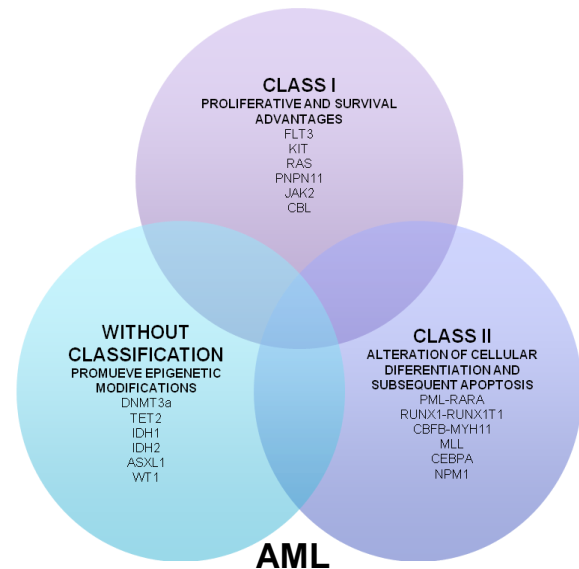 CLASS I
PROLIFERATIVE AND SURVIVAL
ADVANTAGES
FLT3
KIT
RAS
PNPN11
JAK2
CBL
WITHOUT
CLASSIFICATION
PROMUEVE EPIGENETIC
MODIFICATIONS
DNMT3a
TET2
IDH1
IDH2
ASXL1
WT1
CLASS II
ALTERATION OF CELLULAR
DIFERENTIATION AND
SUBSEQUENT APOPTOSIS
PML-RARA
RUNX1-RUNX1T1
CBFB-MYH11
MLL
CEBPA
NPM1
AML